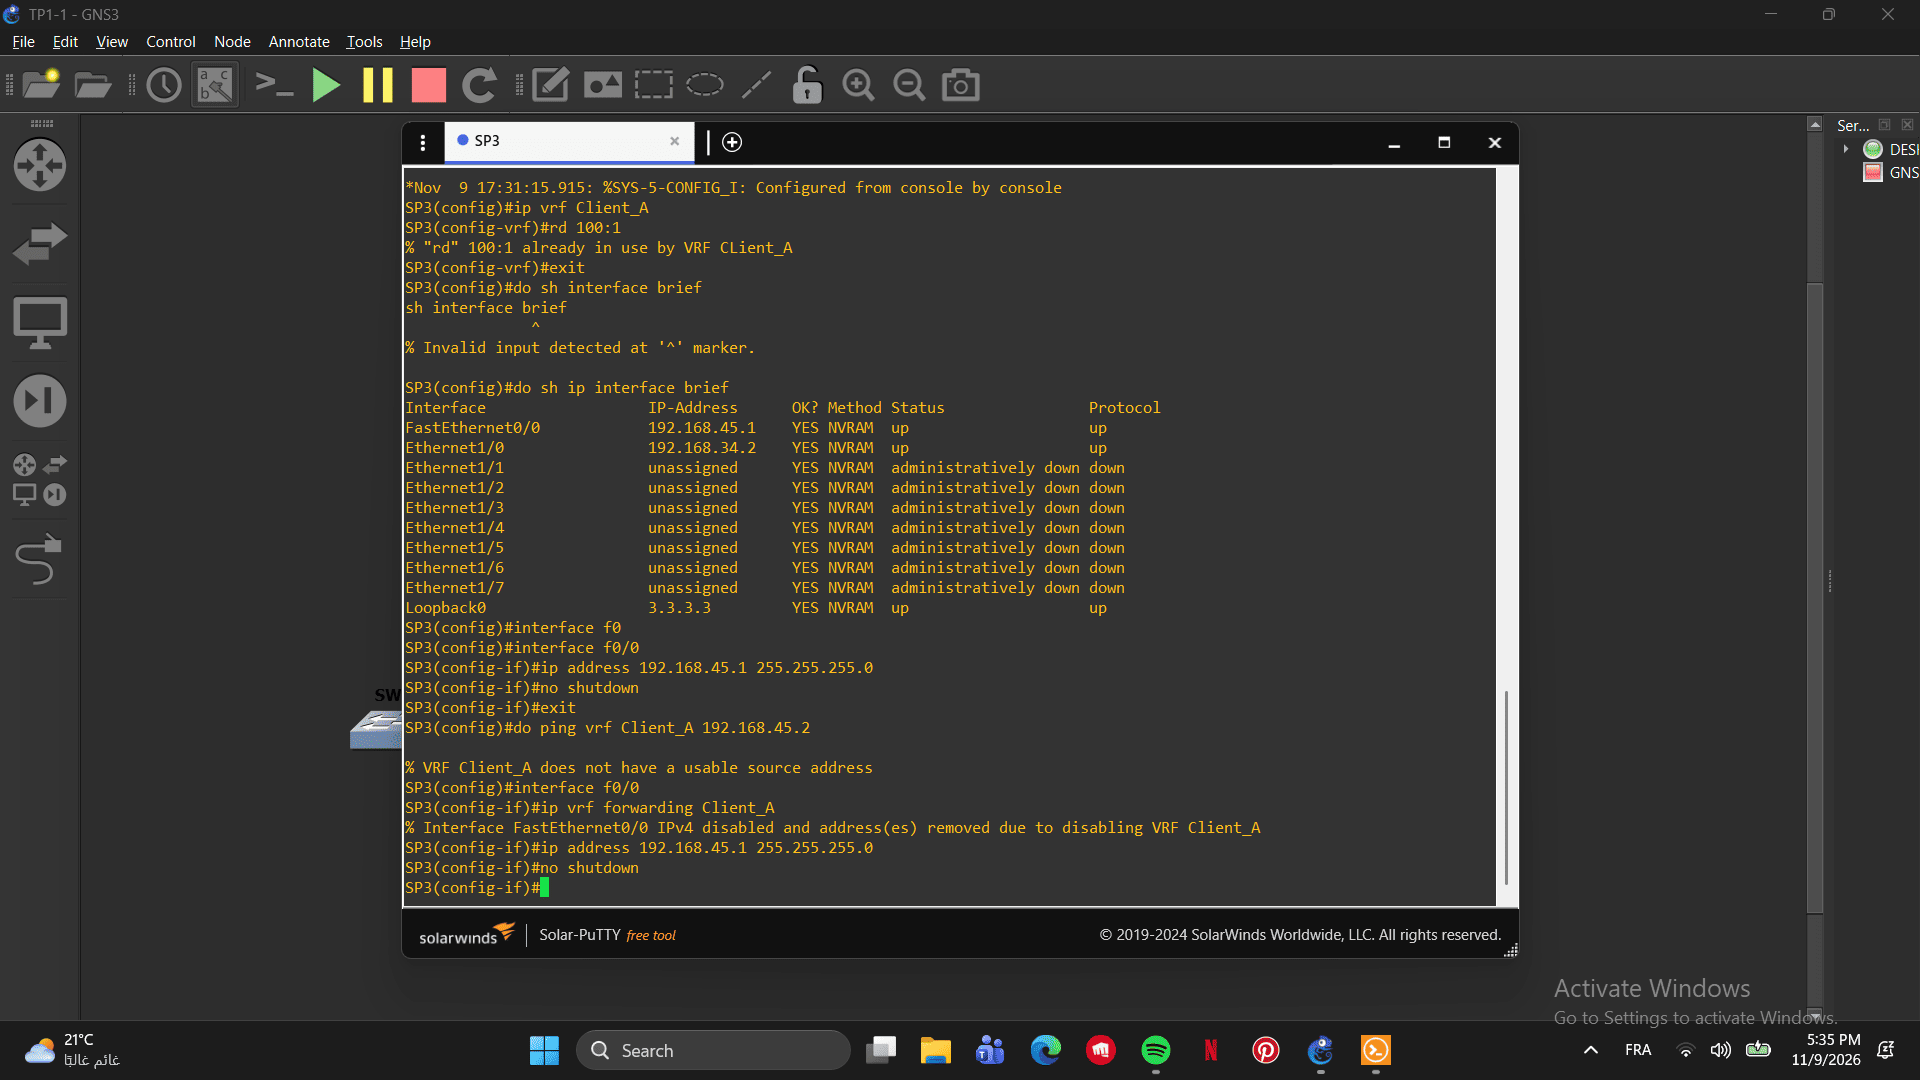 TP1-1 - GNS3
File Edit View Control Node Annotate Tools Help
Ser...
DESH
GNS
SP3
*Nov  9 17:31:15.915: %SYS-5-CONFIG_I: Configured from console by console
SP3(config)#ip vrf Client_A
SP3(config-vrf)#rd 100:1
% "rd" 100:1 already in use by VRF CLient_A
SP3(config-vrf)#exit
SP3(config)#do sh interface brief
sh interface brief
^
% Invalid input detected at '^' marker.
SP3(config)#do sh ip interface brief
Interface IP-Address OK? Method Status Protocol
FastEthernet0/0 192.168.45.1 YES NVRAM up up
Ethernet1/0 192.168.34.2 YES NVRAM up up
Ethernet1/1 unassigned YES NVRAM administratively down down
Ethernet1/2 unassigned YES NVRAM administratively down down
Ethernet1/3 unassigned YES NVRAM administratively down down
Ethernet1/4 unassigned YES NVRAM administratively down down
Ethernet1/5 unassigned YES NVRAM administratively down down
Ethernet1/6 unassigned YES NVRAM administratively down down
Ethernet1/7 unassigned YES NVRAM administratively down down
Loopback0 3.3.3.3 YES NVRAM up up
SP3(config)#interface f0
SP3(config)#interface f0/0
SP3(config-if)#ip address 192.168.45.1 255.255.255.0
SP3(config-if)#no shutdown
SP3(config-if)#exit
SP3(config)#do ping vrf Client_A 192.168.45.2
% VRF Client_A does not have a usable source address
SP3(config)#interface f0/0
SP3(config-if)#ip vrf forwarding Client_A
% Interface FastEthernet0/0 IPv4 disabled and address(es) removed due to disabling VRF Client_A
SP3(config-if)#ip address 192.168.45.1 255.255.255.0
SP3(config-if)#no shutdown
SP3(config-if)#
SW
solarwinds Solar-PuTTY free tool © 2019-2024 SolarWinds Worldwide, LLC. All rights reserved.
Activate Windows
Go to Settings to activate Windows.
21°C
غائم غالبًا
Search
FRA
5:35 PM
11/9/2026